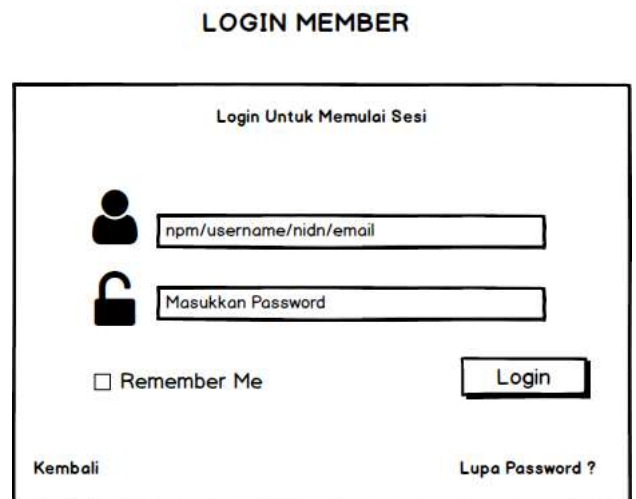 LOGIN MEMBER
Login Untuk Memulai Sesi
npm/username/nidn/email
Masukkan Password
Remember Me
Login
Kembali
Lupa Password ?